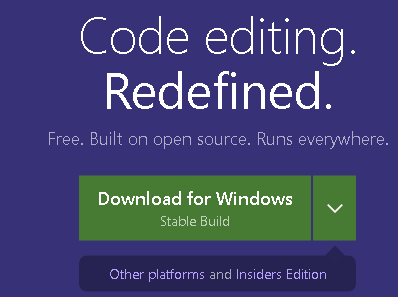 Code editing.
Redefined.
Free. Built on open source. Runs everywhere.
Download for Windows
Stable Build
Other platforms and Insiders Edition